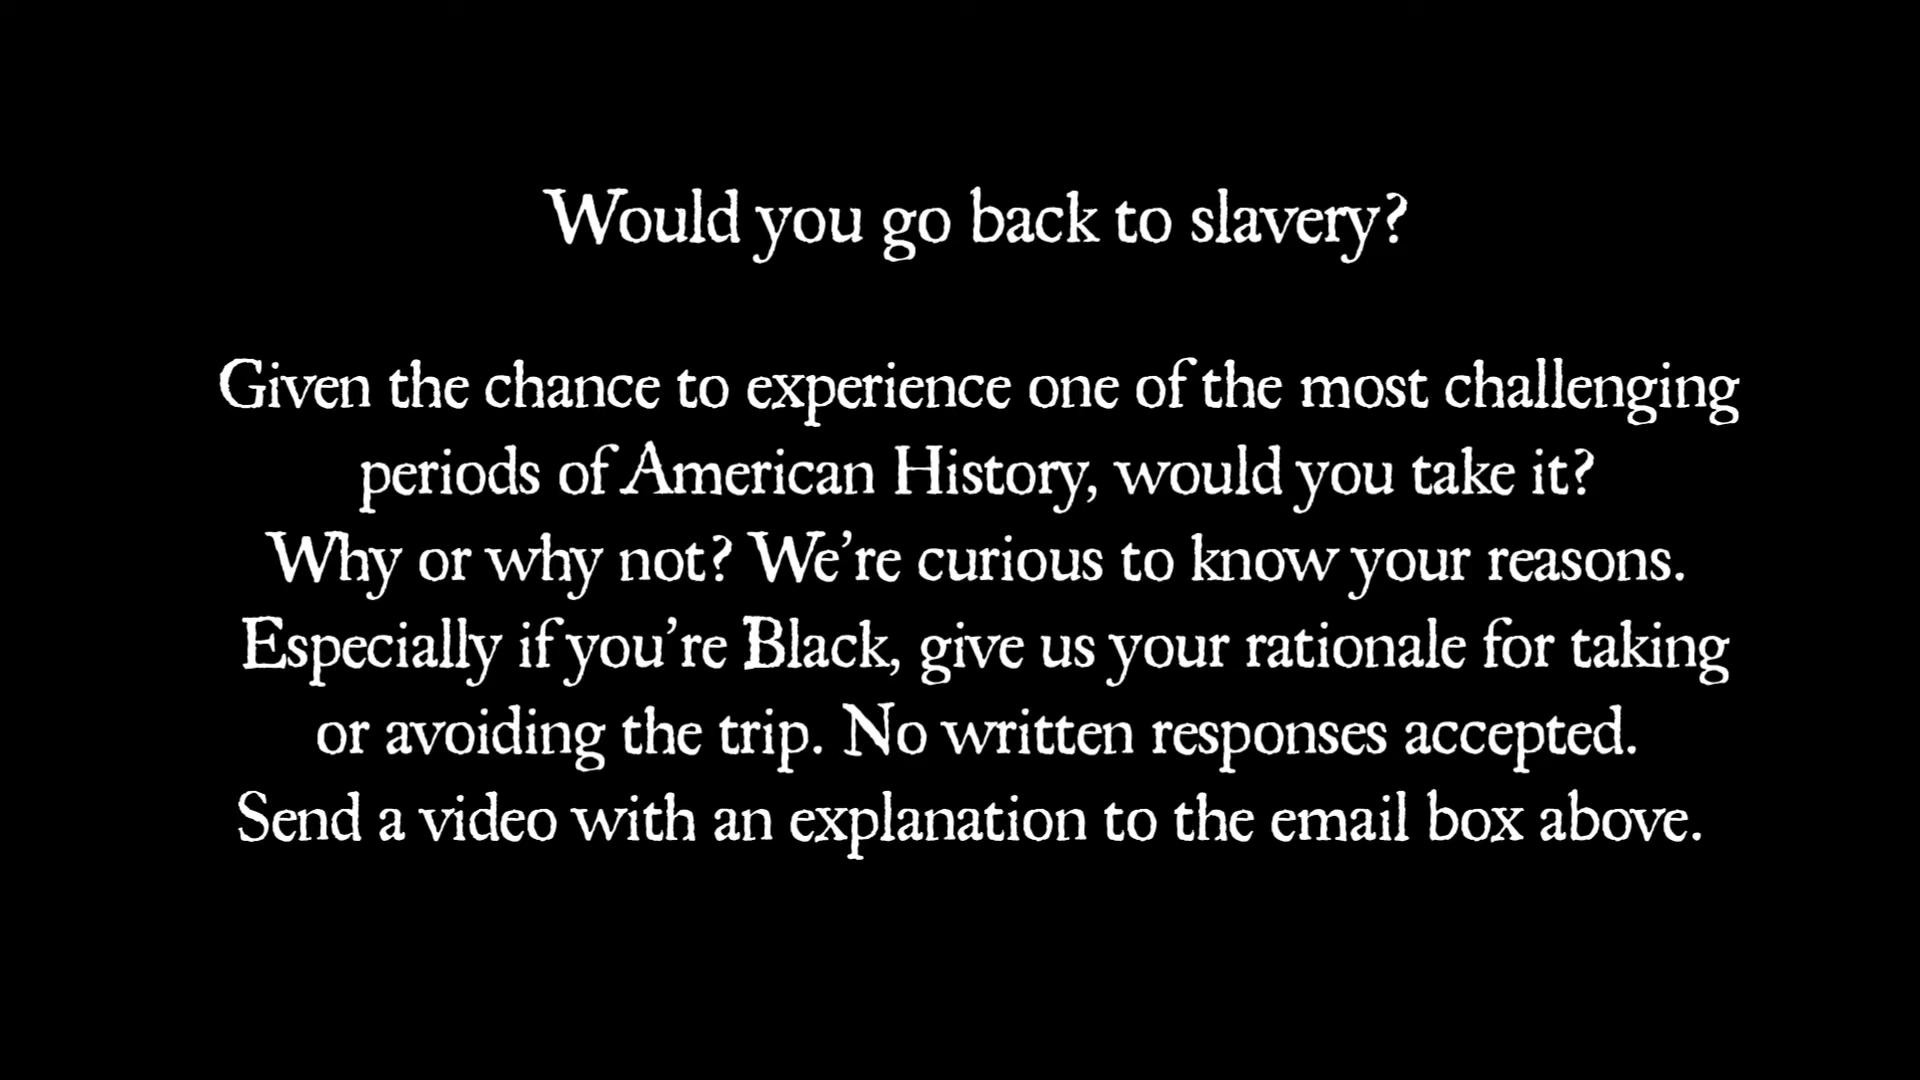 Would you go back to slavery?
Given the chance to experience one of the most challenging
periods of American History, would you take it?
Why or why not? We’re curious to know your reasons.
Especially if you’re Black, give us your rationale for taking
or avoiding the trip. No written responses accepted.
Send a video with an explanation to the email box above.